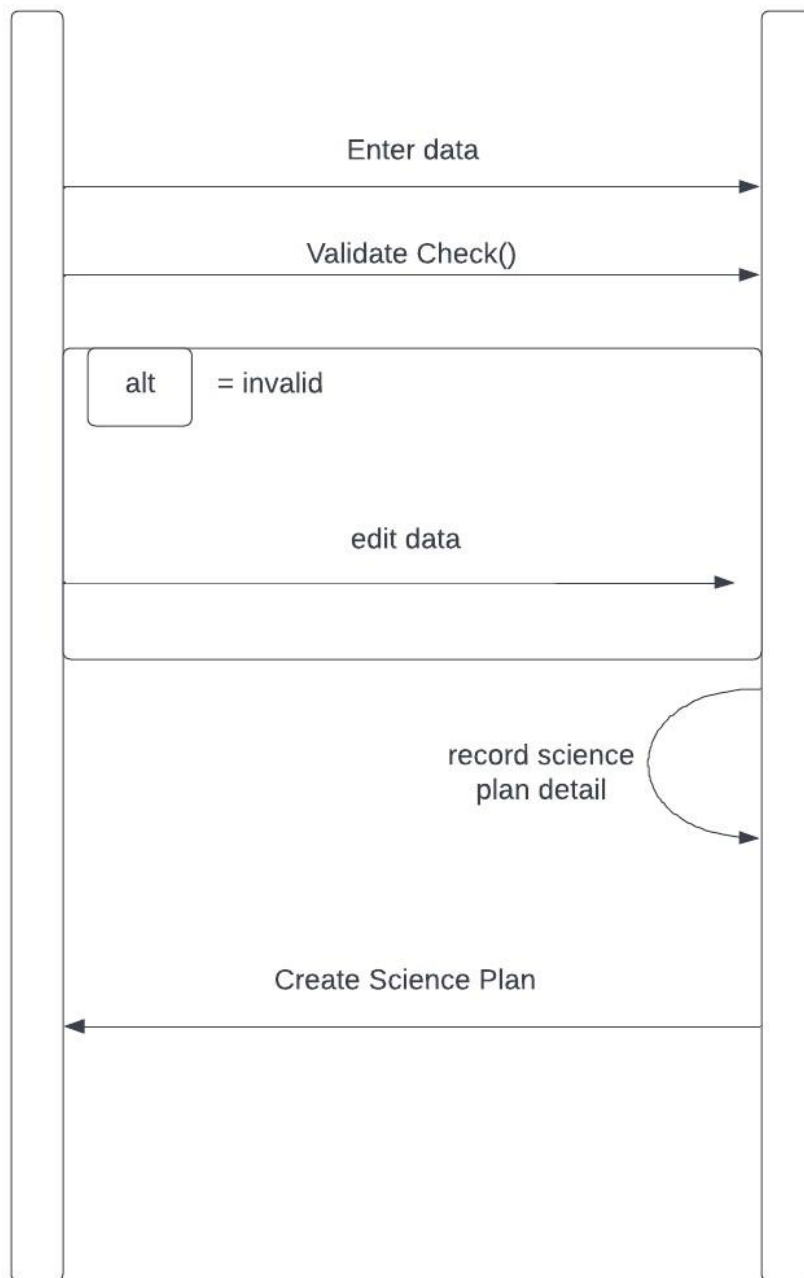 Enter data
Validate Check()
alt = invalid
edit data
record science
plan detail
Create Science Plan